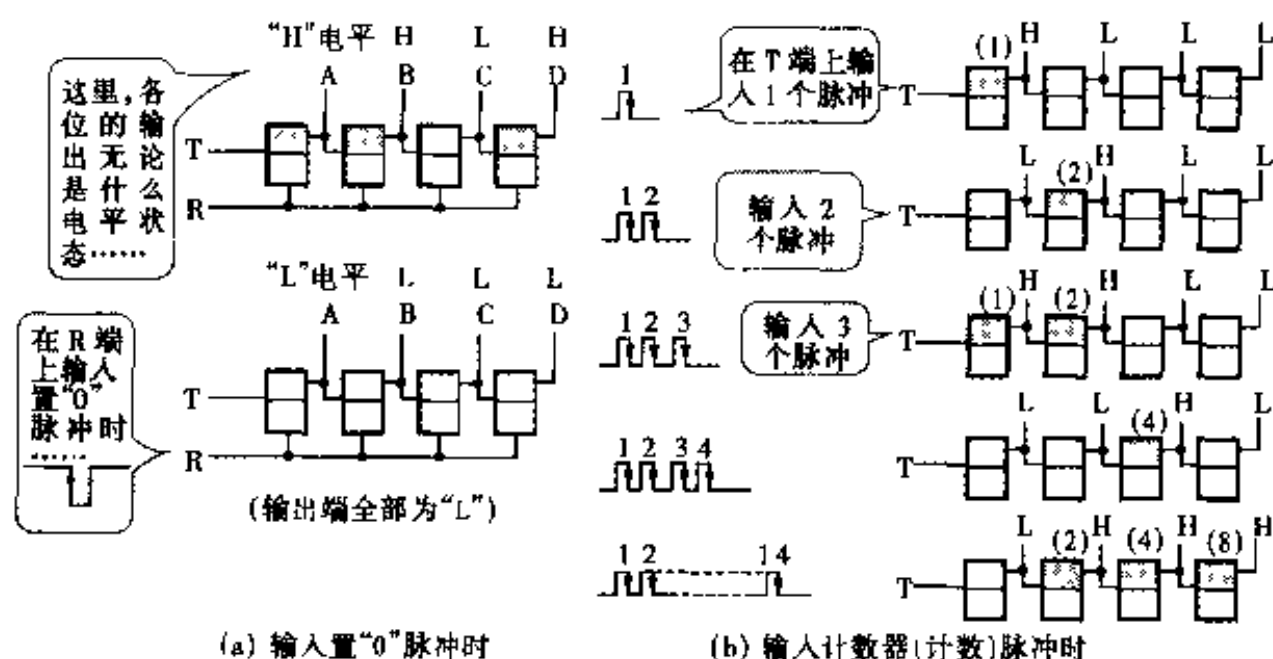 “H”电平 H L H
A B C D
这里,各
位的输
出无论
是什么
电平状
态……
T
R
“L”电平 L L L
A B C D
在R端
上输入
置“0”
脉冲时
……
T
R
(输出端全部为“L”)
(a) 输入置“0”脉冲时
1
在T端上输
入1个脉冲
T
(1) H L L L
1 2
输入2
个脉冲
T
L (2) H L L
1 2 3
输入3
个脉冲
T
(1) H (2) H L L
1 2 3 4
T
L L (4) H L
1 2 14
T
L (2) H (4) H (8) H
(b) 输入计数器(计数)脉冲时